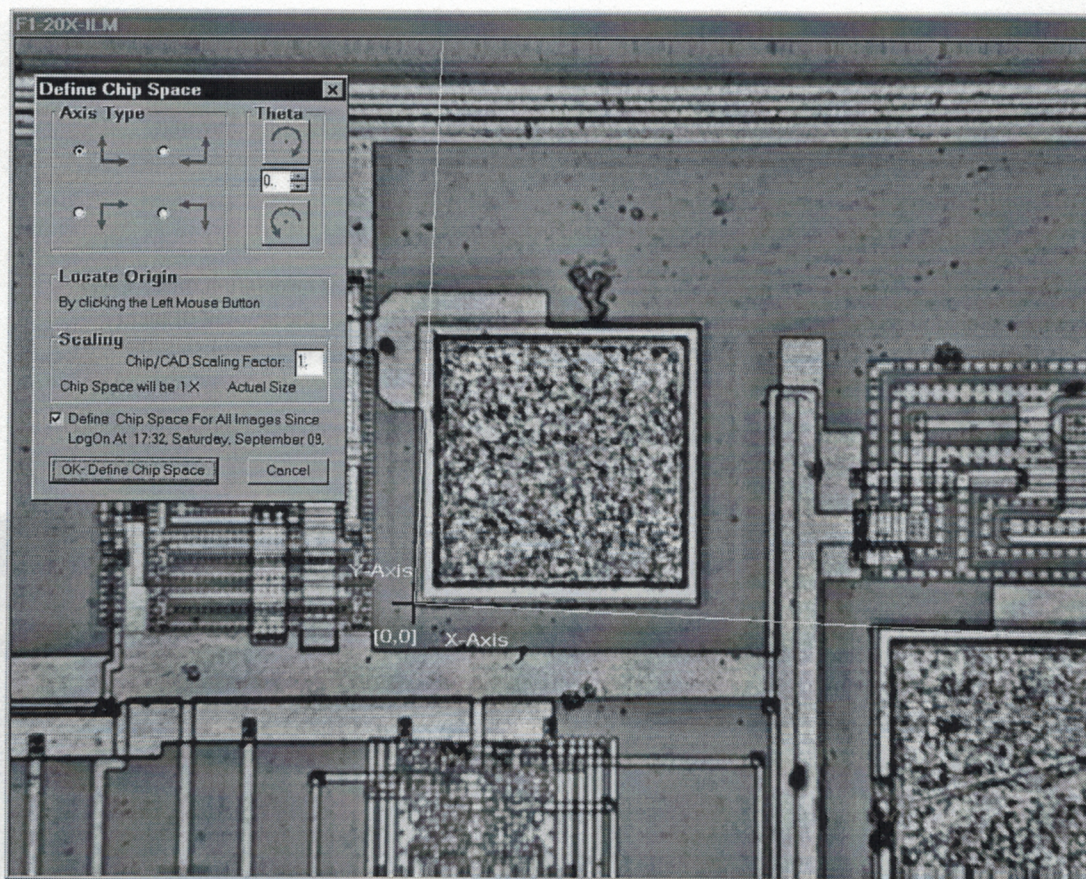 F1-20X-ILM
Define Chip Space
Axis Type
Theta
0.
Locate Origin
By clicking the Left Mouse Button
Scaling
Chip/CAD Scaling Factor: 1.
Chip Space will be 1 X Actual Size
Define Chip Space For All Images Since
LogOn At 17:32, Saturday, September 09,
OK- Define Chip Space
Cancel
Y-Axis
[0,0]
X-Axis